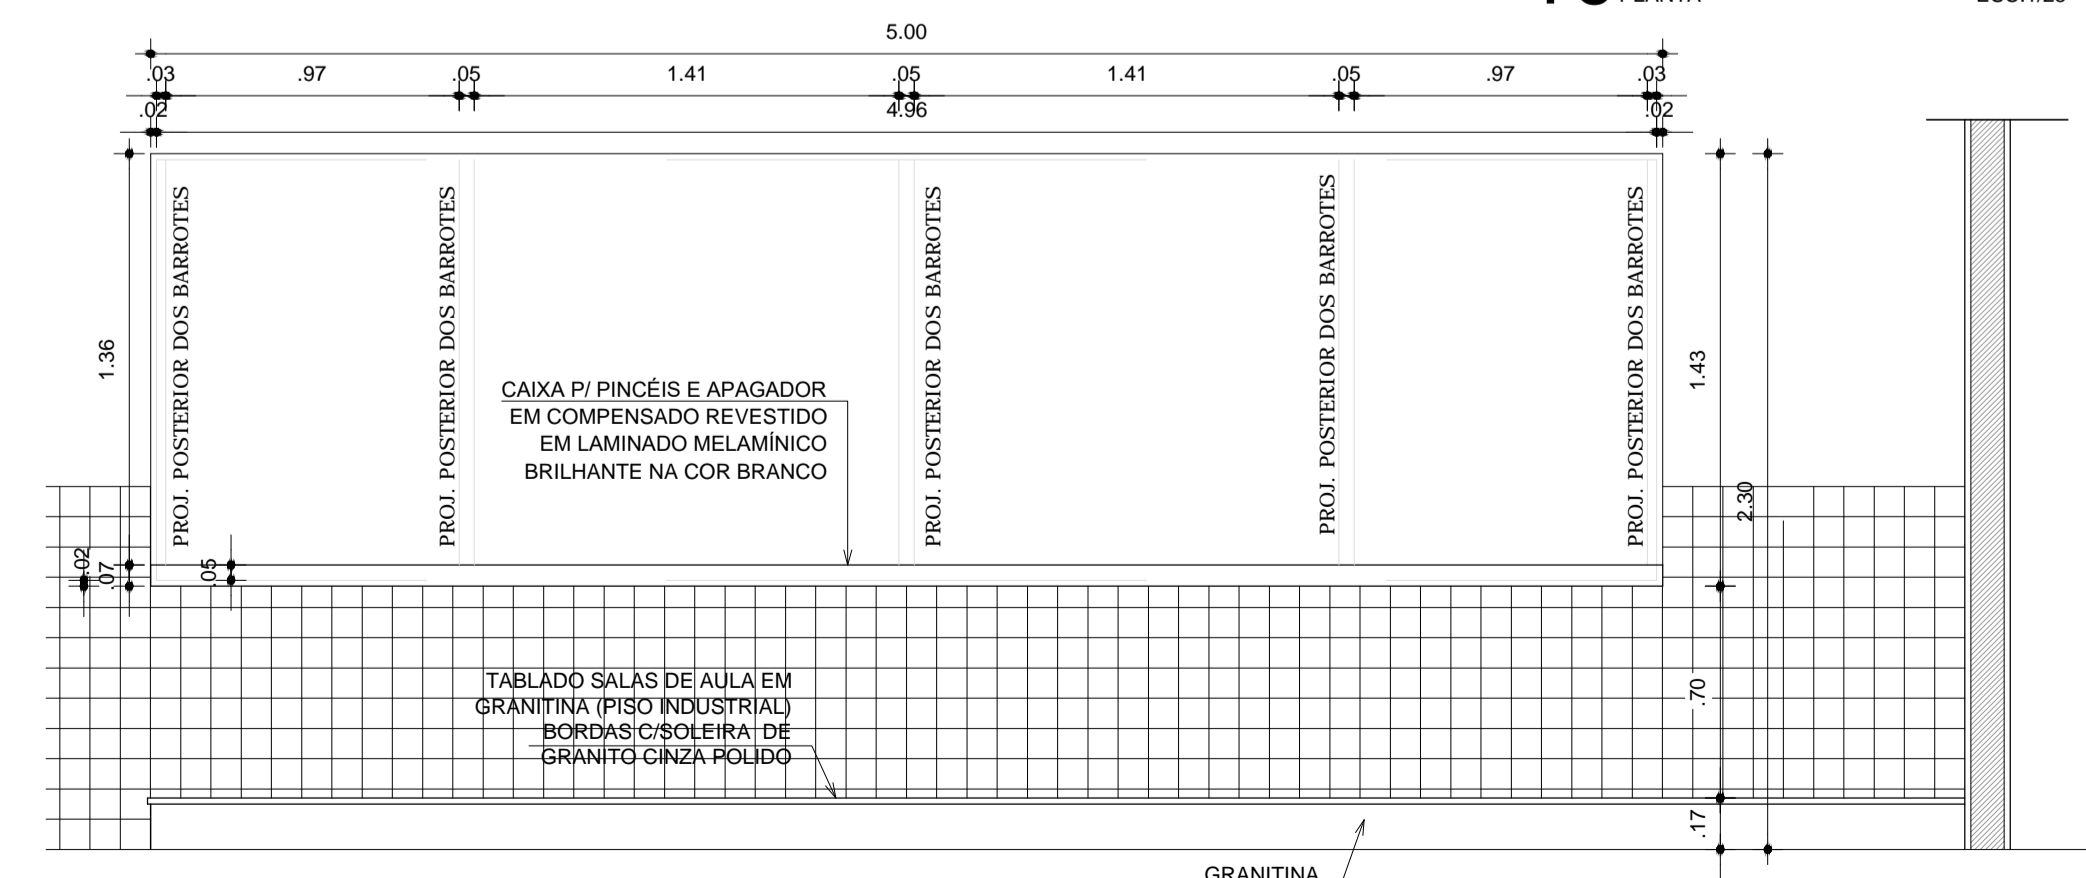 PLANTA
5.00
.03 .97 .05 1.41 .05 1.41 .05 .97 .03
.02 4.96 .02
PROJ. POSTERIOR DOS BARROTES
PROJ. POSTERIOR DOS BARROTES
PROJ. POSTERIOR DOS BARROTES
PROJ. POSTERIOR DOS BARROTES
PROJ. POSTERIOR DOS BARROTES
1.36
1.43
CAIXA P/ PINCÉIS E APAGADOR
EM COMPENSADO REVESTIDO
EM LAMINADO MELAMÍNICO
BRILHANTE NA COR BRANCO
2.30
.02
.07
.05
TABLADO SALAS DE AULA EM
GRANITINA (PISO INDUSTRIAL)
BORDAS C/SOLEIRA DE
GRANITO CINZA POLIDO
.70
.17
GRANITINA